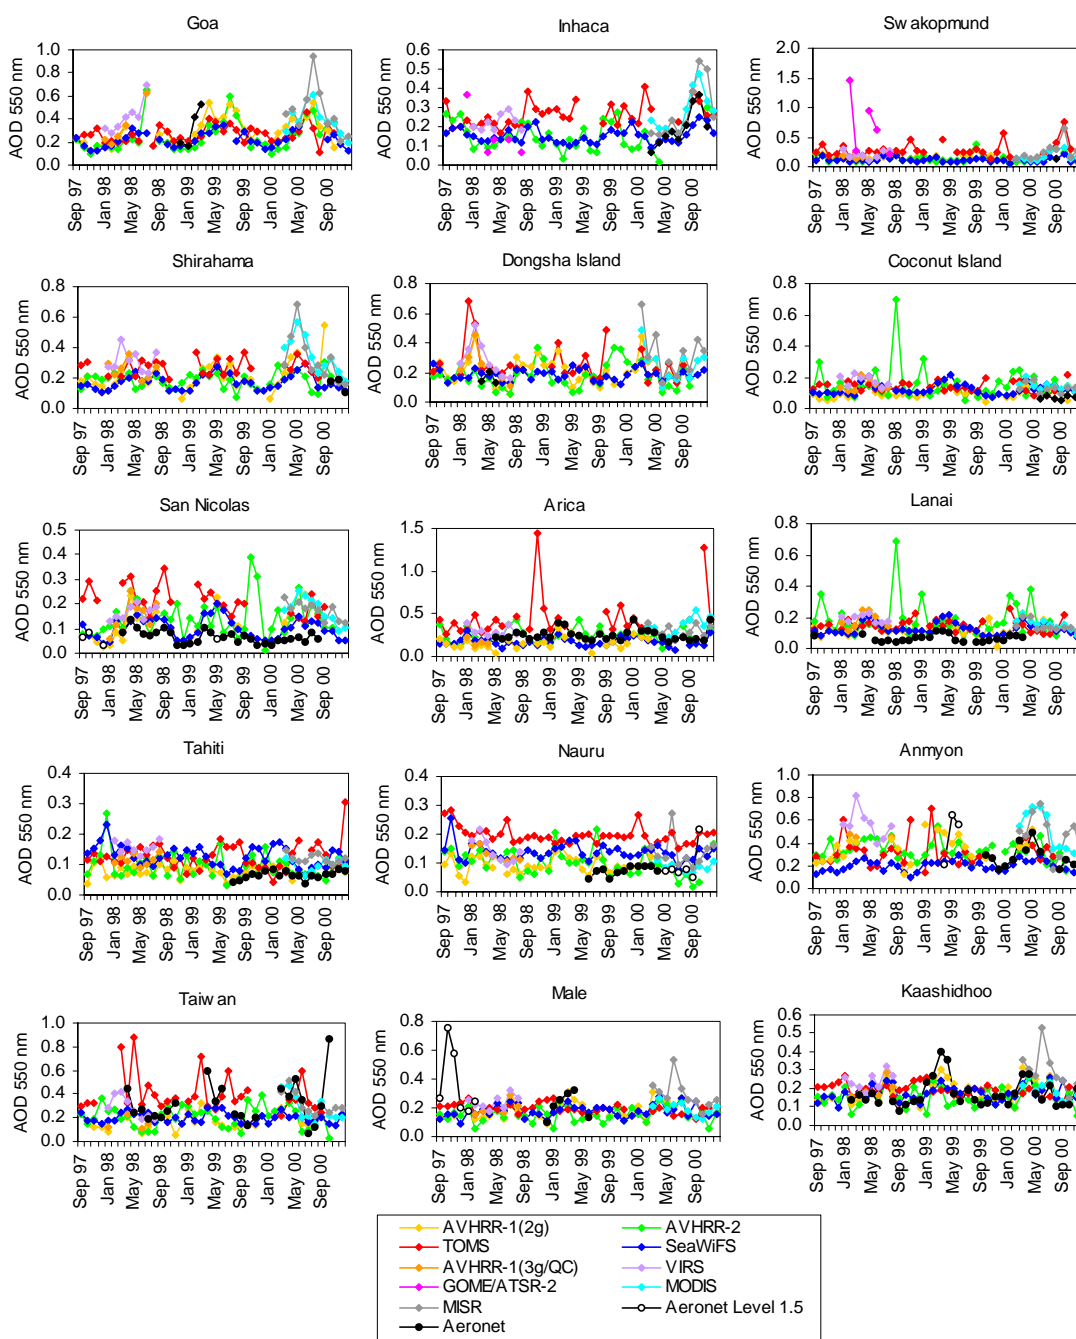 Goa
AOD 550 nm
1.0
0.8
0.6
0.4
0.2
0.0
Sep 97
Jan 98
May 98
Sep 98
Jan 99
May 99
Sep 99
Jan 00
May 00
Sep 00
Inhaca
AOD 550 nm
0.6
0.5
0.4
0.3
0.2
0.1
0.0
Sep 97
Jan 98
May 98
Sep 98
Jan 99
May 99
Sep 99
Jan 00
May 00
Sep 00
Swakopmund
AOD 550 nm
2.0
1.5
1.0
0.5
0.0
Sep 97
Jan 98
May 98
Sep 98
Jan 99
May 99
Sep 99
Jan 00
May 00
Sep 00
Shirahama
AOD 550 nm
0.8
0.6
0.4
0.2
0.0
Sep 97
Jan 98
May 98
Sep 98
Jan 99
May 99
Sep 99
Jan 00
May 00
Sep 00
Dongsha Island
AOD 550 nm
0.8
0.6
0.4
0.2
0.0
Sep 97
Jan 98
May 98
Sep 98
Jan 99
May 99
Sep 99
Jan 00
May 00
Sep 00
Coconut Island
AOD 550 nm
0.8
0.6
0.4
0.2
0.0
Sep 97
Jan 98
May 98
Sep 98
Jan 99
May 99
Sep 99
Jan 00
May 00
Sep 00
San Nicolas
AOD 550 nm
0.5
0.4
0.3
0.2
0.1
0.0
Sep 97
Jan 98
May 98
Sep 98
Jan 99
May 99
Sep 99
Jan 00
May 00
Sep 00
Arica
AOD 550 nm
1.5
1.0
0.5
0.0
Sep 97
Jan 98
May 98
Sep 98
Jan 99
May 99
Sep 99
Jan 00
May 00
Sep 00
Lanai
AOD 550 nm
0.8
0.6
0.4
0.2
0.0
Sep 97
Jan 98
May 98
Sep 98
Jan 99
May 99
Sep 99
Jan 00
May 00
Sep 00
Tahiti
AOD 550 nm
0.4
0.3
0.2
0.1
0.0
Sep 97
Jan 98
May 98
Sep 98
Jan 99
May 99
Sep 99
Jan 00
May 00
Sep 00
Nauru
AOD 550 nm
0.4
0.3
0.2
0.1
0.0
Sep 97
Jan 98
May 98
Sep 98
Jan 99
May 99
Sep 99
Jan 00
May 00
Sep 00
Anmyon
AOD 550 nm
1.0
0.8
0.6
0.4
0.2
0.0
Sep 97
Jan 98
May 98
Sep 98
Jan 99
May 99
Sep 99
Jan 00
May 00
Sep 00
Taiwan
AOD 550 nm
1.0
0.8
0.6
0.4
0.2
0.0
Sep 97
Jan 98
May 98
Sep 98
Jan 99
May 99
Sep 99
Jan 00
May 00
Sep 00
Male
AOD 550 nm
0.8
0.6
0.4
0.2
0.0
Sep 97
Jan 98
May 98
Sep 98
Jan 99
May 99
Sep 99
Jan 00
May 00
Sep 00
Kaashidhoo
AOD 550 nm
0.6
0.5
0.4
0.3
0.2
0.1
0.0
Sep 97
Jan 98
May 98
Sep 98
Jan 99
May 99
Sep 99
Jan 00
May 00
Sep 00
AVHRR-1(2g)
AVHRR-2
TOMS
SeaWiFS
AVHRR-1(3g/QC)
VIRS
GOME/ATSR-2
MODIS
MISR
Aeronet Level 1.5
Aeronet